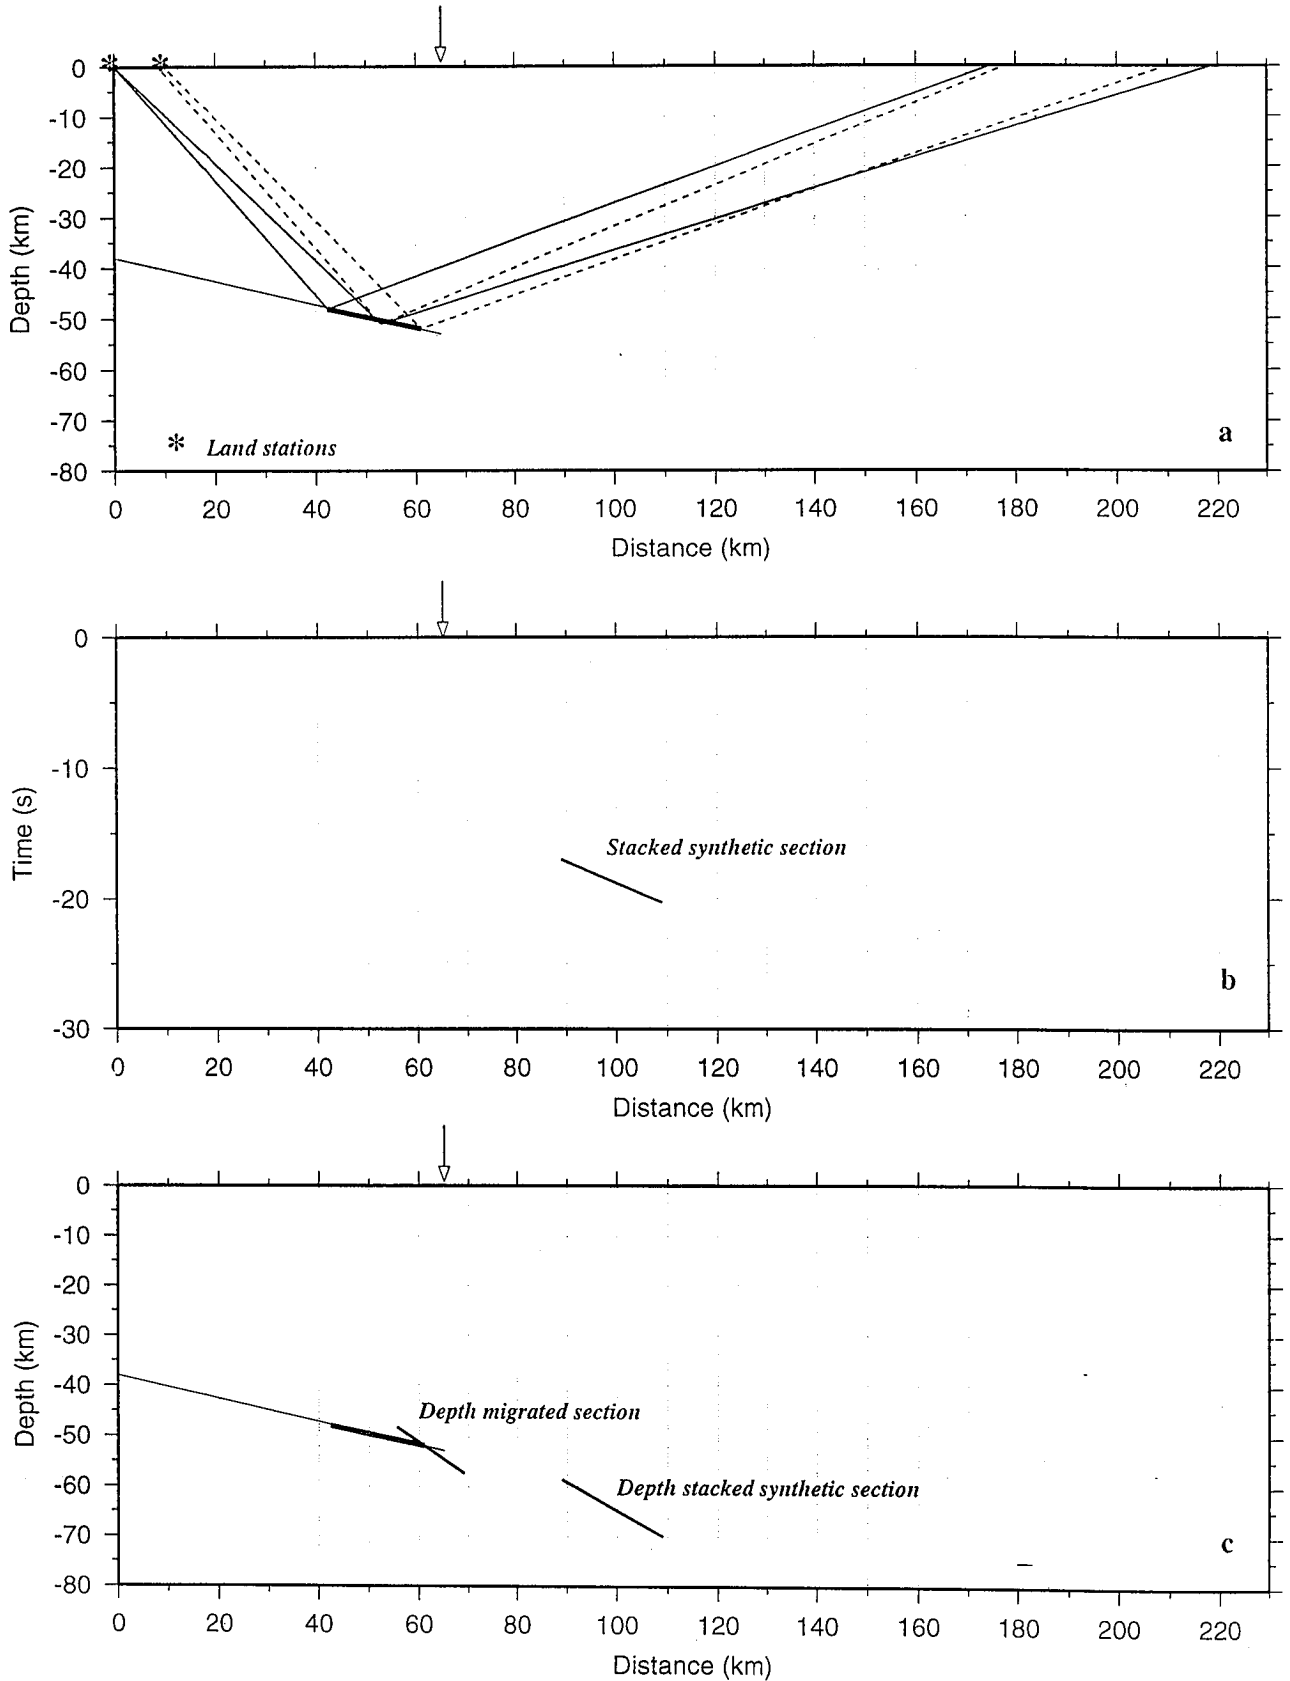 0
-10
-20
-30
-40
-50
-60
-70
-80
Depth (km)
* Land stations
a
0 20 40 60 80 100 120 140 160 180 200 220
Distance (km)
0
-10
-20
-30
Time (s)
Stacked synthetic section
b
0 20 40 60 80 100 120 140 160 180 200 220
Distance (km)
0
-10
-20
-30
-40
-50
-60
-70
-80
Depth (km)
Depth migrated section
Depth stacked synthetic section
c
0 20 40 60 80 100 120 140 160 180 200 220
Distance (km)